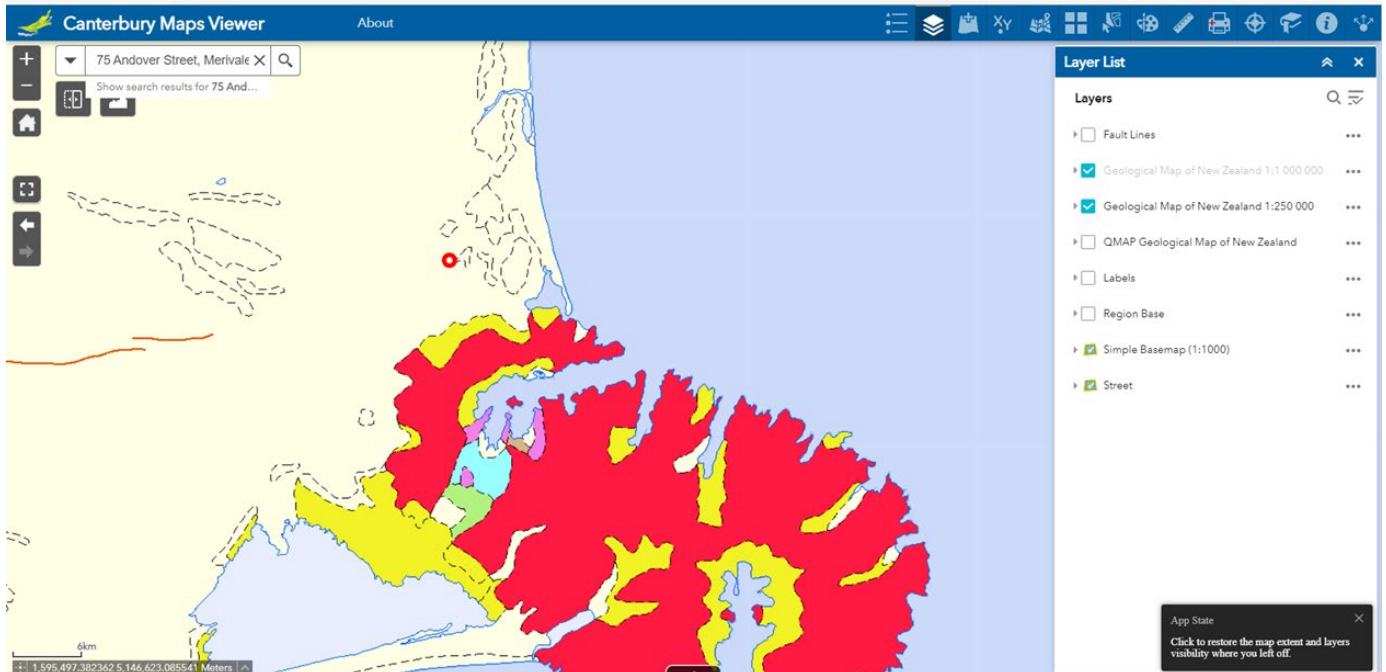 Canterbury Maps Viewer
About
75 Andover Street, Merivale
Show search results for 75 And...
Layer List
Layers
Fault Lines
Geological Map of New Zealand 1:1 000 000
Geological Map of New Zealand 1:250 000
QMAP Geological Map of New Zealand
Labels
Region Base
Simple Basemap (1:1000)
Street
App State
Click to restore the map extent and layers
visibility where you left off.
6km
1,595,497.382362 5,146,623.085541 Meters